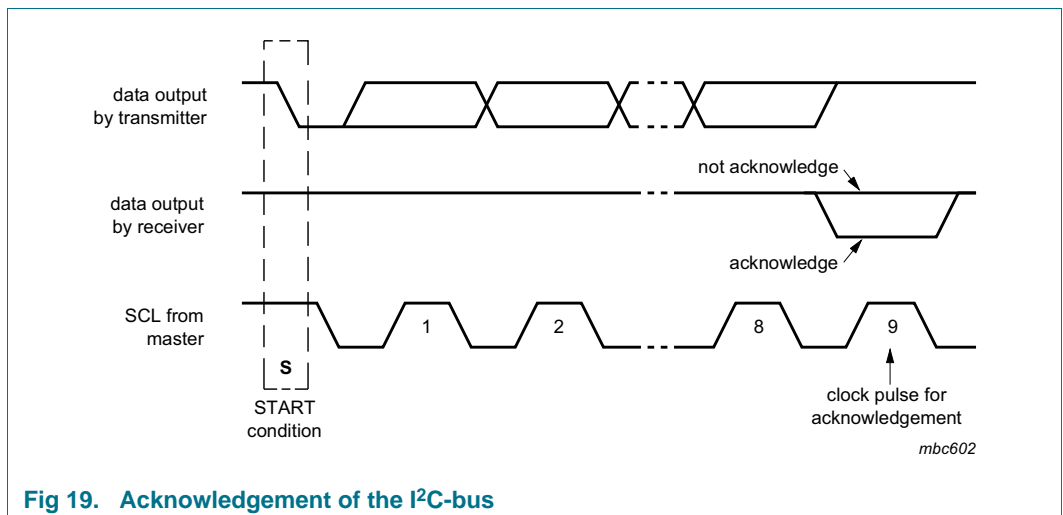 data output
by transmitter
not acknowledge
data output
by receiver
acknowledge
SCL from
master
1
2
8
9
S
START
condition
clock pulse for
acknowledgement
mbc602
Fig 19. Acknowledgement of the I²C-bus